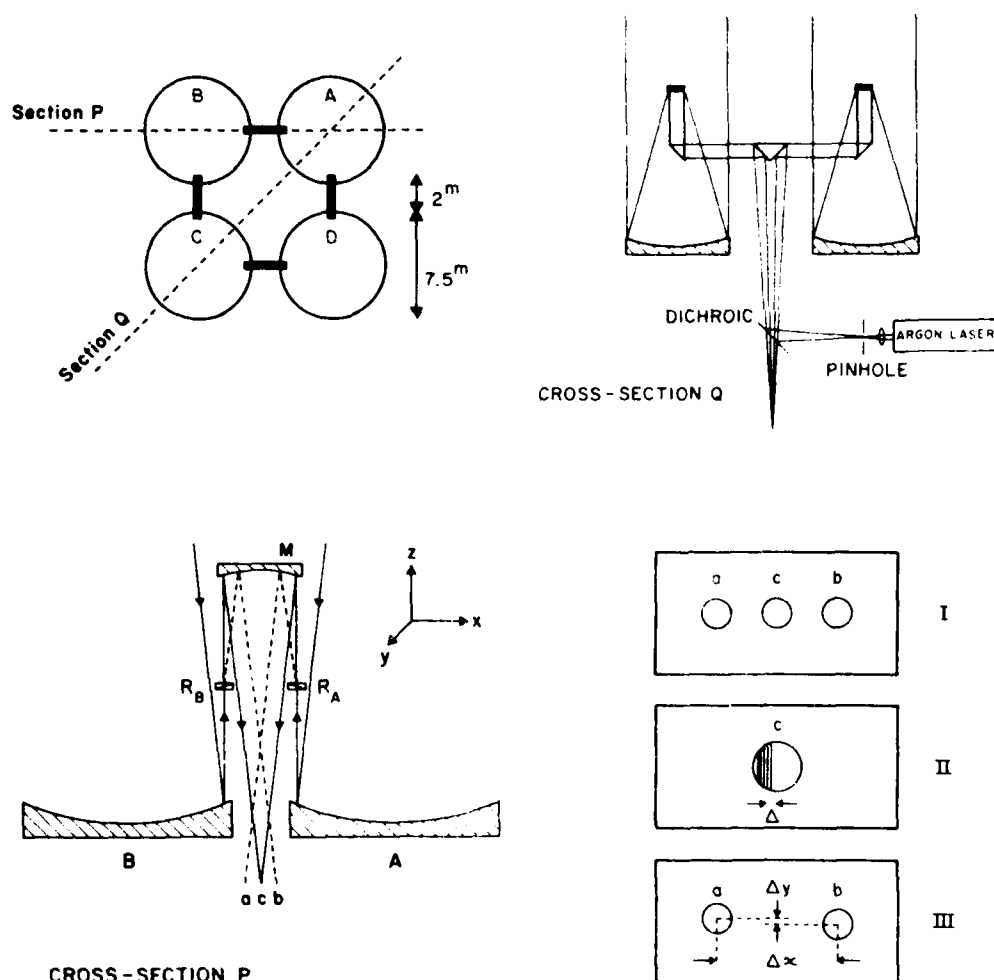 B
A
Section P
C
D
2m
7.5m
Section Q
DICHROIC
ARGON LASER
PINHOLE
CROSS-SECTION Q
M
z
x
y
RB
RA
B
A
a c b
CROSS-SECTION P
a
c
b
I
c
II
Δ
a
Δy
b
III
Δx